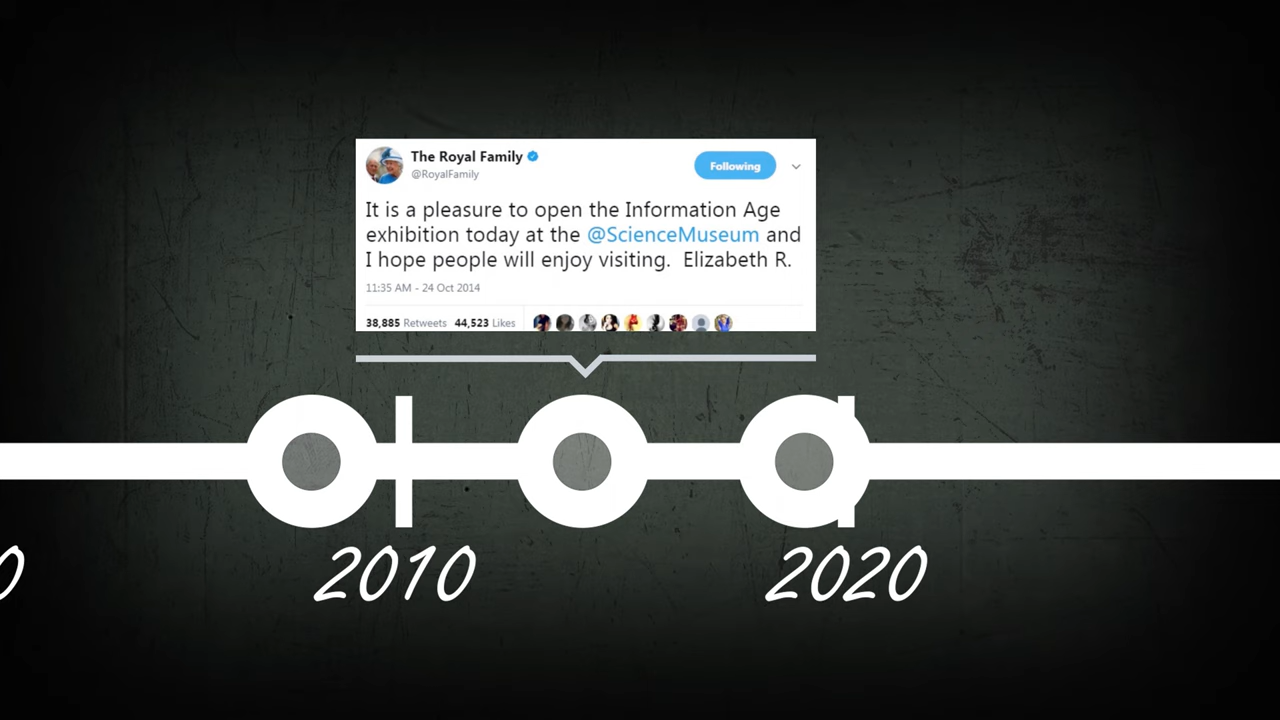 The Royal Family
@RoyalFamily
Following
It is a pleasure to open the Information Age
exhibition today at the @ScienceMuseum and
I hope people will enjoy visiting.  Elizabeth R.
11:35 AM - 24 Oct 2014
38,885 Retweets 44,523 Likes
0
2010
2020